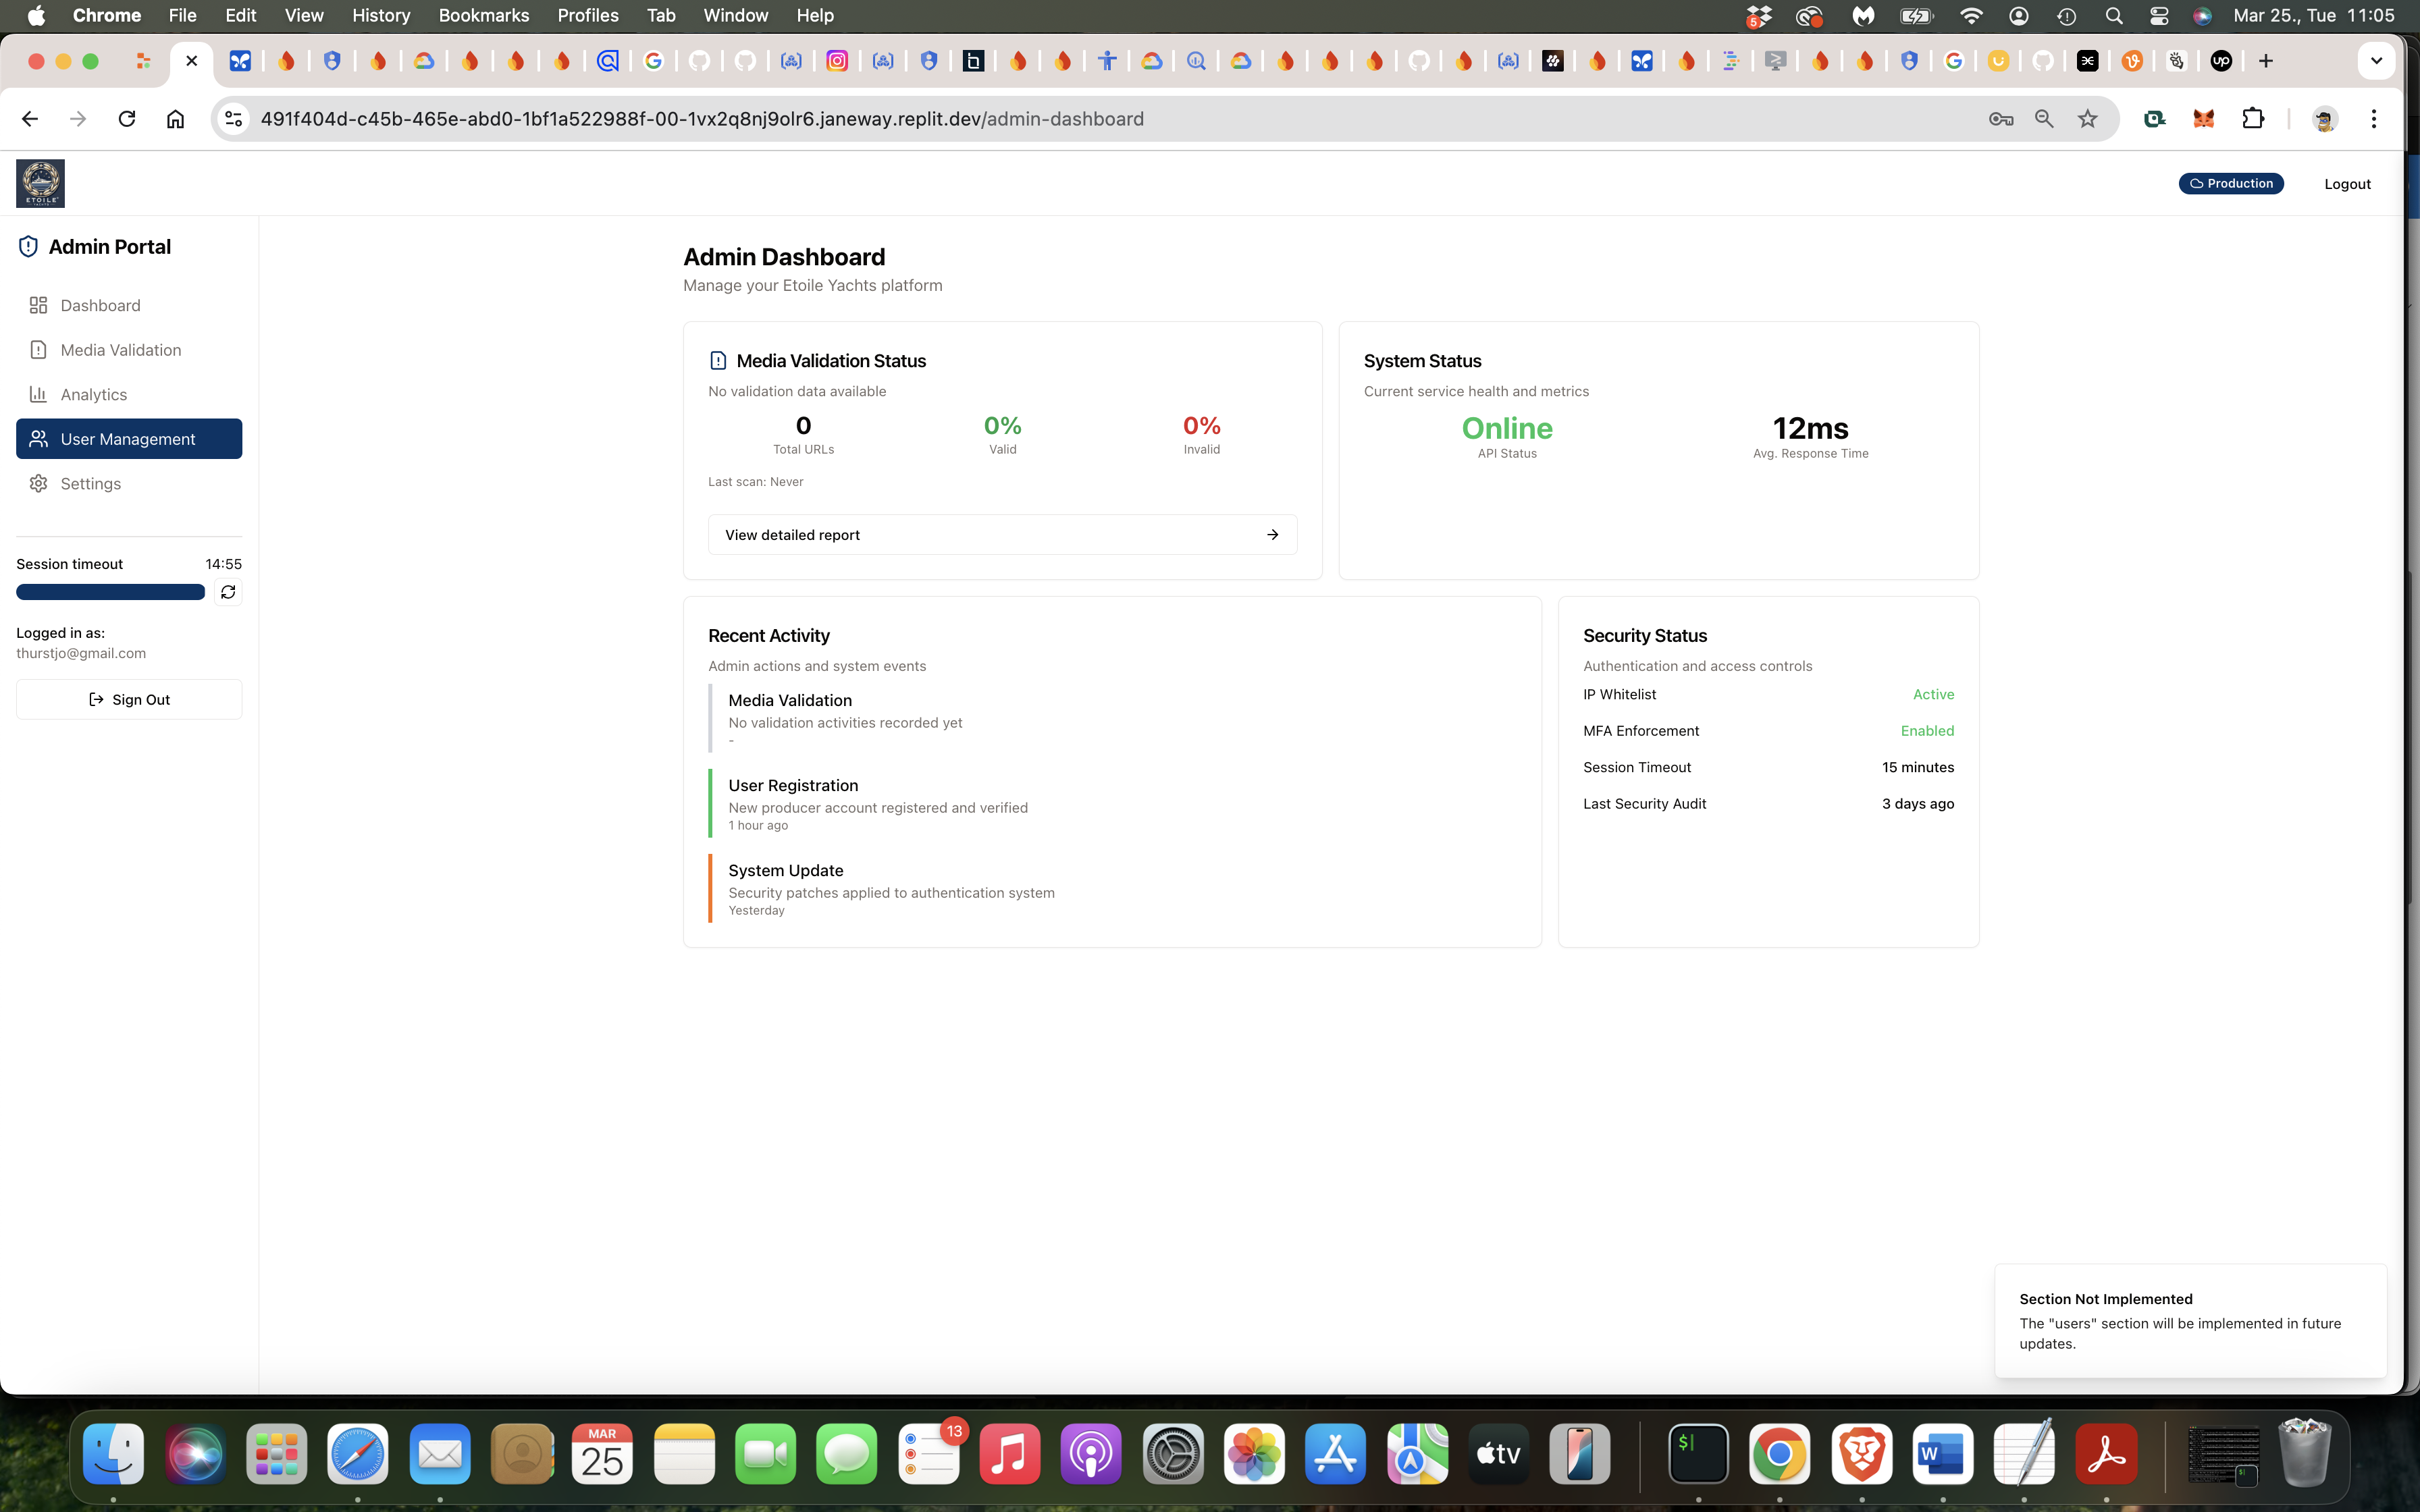 Chrome File Edit View History Bookmarks Profiles Tab Window Help
5
Mar 25., Tue 11:05
491f404d-c45b-465e-abd0-1bf1a522988f-00-1vx2q8nj9olr6.janeway.replit.dev/admin-dashboard
ETOILE
Production
Logout
Admin Portal
Dashboard
Media Validation
Analytics
User Management
Settings
Session timeout 14:55
Logged in as:
thurstjo@gmail.com
Sign Out
Admin Dashboard
Manage your Etoile Yachts platform
Media Validation Status
No validation data available
0 0% 0%
Total URLs Valid Invalid
Last scan: Never
View detailed report
System Status
Current service health and metrics
Online 12ms
API Status Avg. Response Time
Recent Activity
Admin actions and system events
Media Validation
No validation activities recorded yet
-
User Registration
New producer account registered and verified
1 hour ago
System Update
Security patches applied to authentication system
Yesterday
Security Status
Authentication and access controls
IP Whitelist Active
MFA Enforcement Enabled
Session Timeout 15 minutes
Last Security Audit 3 days ago
Section Not Implemented
The "users" section will be implemented in future
updates.
MAR
25
13
tv
$
W